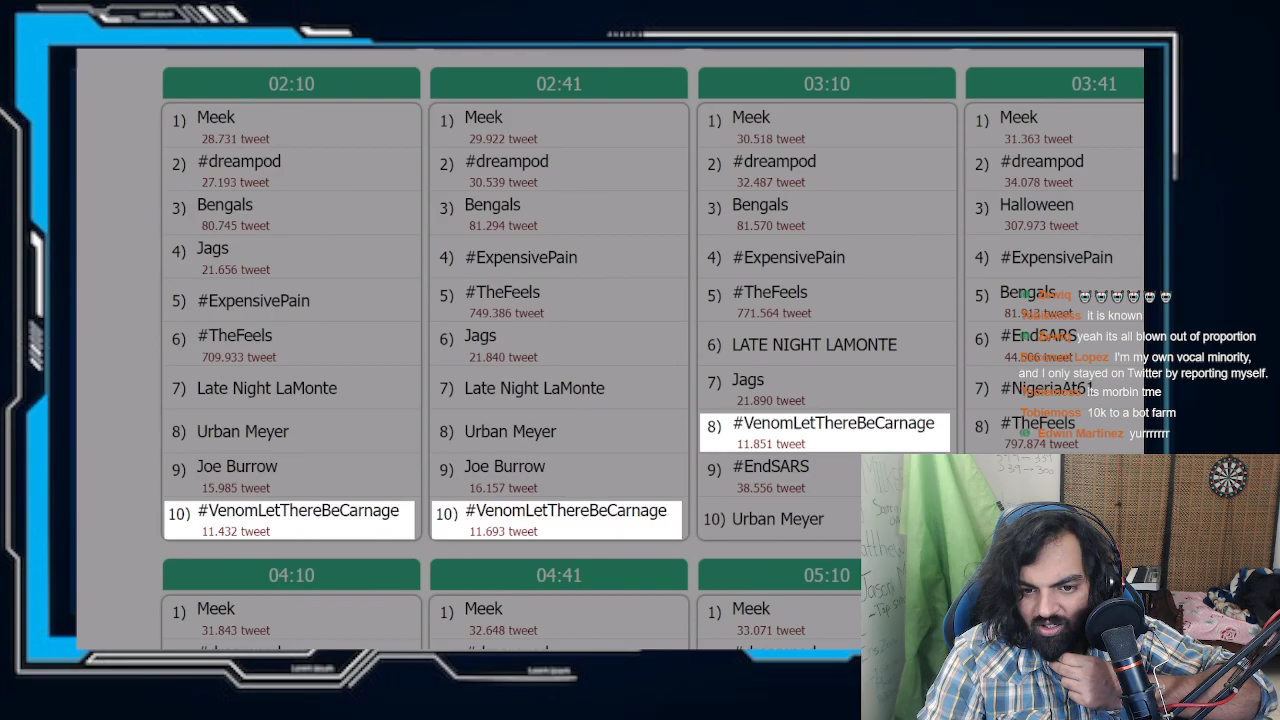 02:10
1) Meek
28.731 tweet
2) #dreampod
27.193 tweet
3) Bengals
80.745 tweet
4) Jags
21.656 tweet
5) #ExpensivePain
6) #TheFeels
709.933 tweet
7) Late Night LaMonte
8) Urban Meyer
9) Joe Burrow
15.985 tweet
10) #VenomLetThereBeCarnage
11.432 tweet
02:41
1) Meek
29.922 tweet
2) #dreampod
30.539 tweet
3) Bengals
81.294 tweet
4) #ExpensivePain
5) #TheFeels
749.386 tweet
6) Jags
21.840 tweet
7) Late Night LaMonte
8) Urban Meyer
9) Joe Burrow
16.157 tweet
10) #VenomLetThereBeCarnage
11.693 tweet
03:10
1) Meek
30.518 tweet
2) #dreampod
32.487 tweet
3) Bengals
81.570 tweet
4) #ExpensivePain
5) #TheFeels
771.564 tweet
6) LATE NIGHT LAMONTE
7) Jags
21.890 tweet
8) #VenomLetThereBeCarnage
11.851 tweet
9) #EndSARS
38.556 tweet
10) Urban Meyer
03:41
1) Meek
31.363 tweet
2) #dreampod
34.078 tweet
3) Halloween
307.973 tweet
4) #ExpensivePain
5) Bengals
6) #EndSARS
7) #NigeriaAt61
8) #TheFeels
797.874 tweet
04:10
1) Meek
31.843 tweet
04:41
1) Meek
32.648 tweet
05:10
1) Meek
33.071 tweet
it is known
yeah its all blown out of proportion
Lopez I'm my own vocal minority,
and I only stayed on Twitter by reporting myself.
its morbin tme
Tobiemoss 10k to a bot farm
Edwin Martinez yurrrrrr